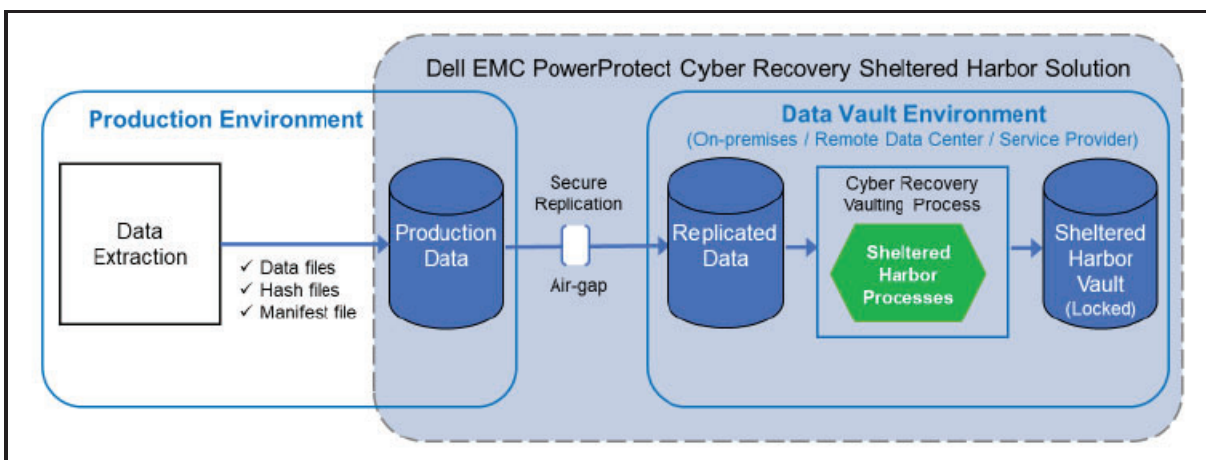 Dell EMC PowerProtect Cyber Recovery Sheltered Harbor Solution
Production Environment
Data
Extraction
✓ Data files
✓ Hash files
✓ Manifest file
Production
Data
Secure
Replication
Air-gap
Data Vault Environment
(On-premises / Remote Data Center / Service Provider)
Replicated
Data
Cyber Recovery
Vaulting Process
Sheltered
Harbor
Processes
Sheltered
Harbor
Vault
(Locked)